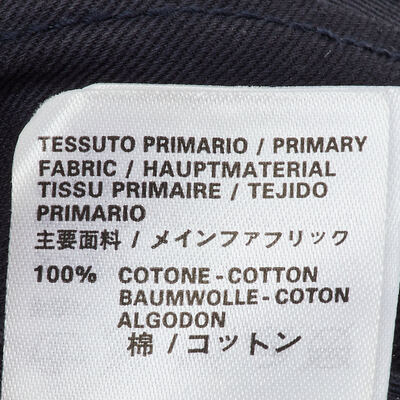 TESSUTO PRIMARIO / PRIMARY
FABRIC / HAUPTMATERIAL
TISSU PRIMAIRE / TEJIDO
PRIMARIO
主要面料 / メインファフリック
100% COTONE - COTTON
BAUMWOLLE - COTON
ALGODON
棉 / コットン